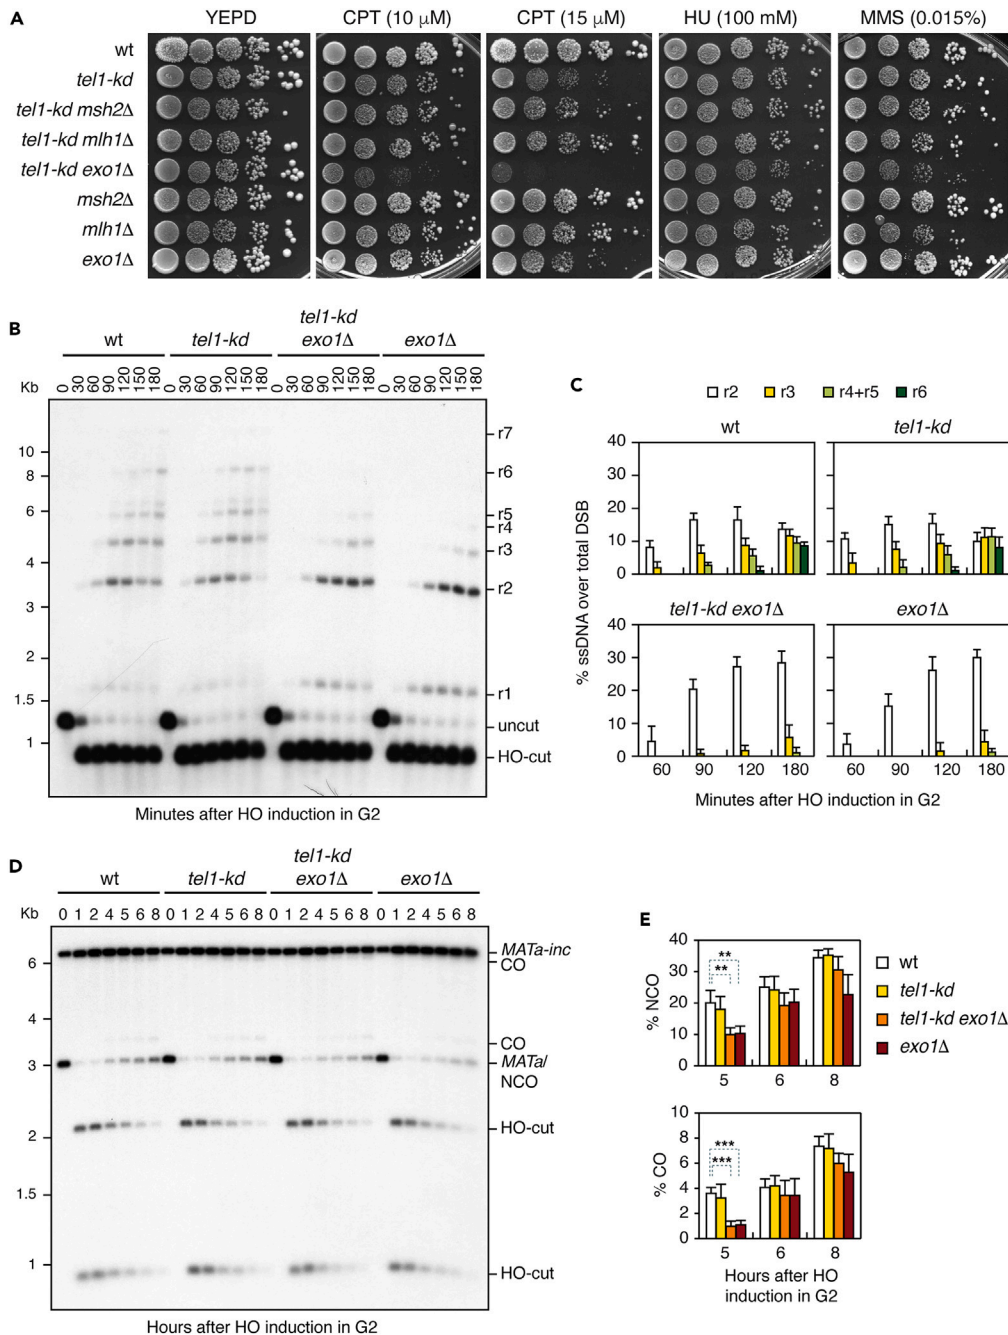 A
YEPD CPT (10 μM) CPT (15 μM) HU (100 mM) MMS (0.015%)
wt
tel1-kd
tel1-kd msh2Δ
tel1-kd mlh1Δ
tel1-kd exo1Δ
msh2Δ
mlh1Δ
exo1Δ
B
wt tel1-kd tel1-kd exo1Δ exo1Δ
Kb 0 30 60 90 120 150 180 0 30 60 90 120 150 180 0 30 60 90 120 150 180 0 30 60 90 120 150 180
10
8
6
4
3
2
1.5
1
r7
r6
r5
r4
r3
r2
r1
uncut
HO-cut
Minutes after HO induction in G2
C
r2 r3 r4+r5 r6
wt tel1-kd
40
30
20
10
0
tel1-kd exo1Δ exo1Δ
40
30
20
10
0
60 90 120 180 60 90 120 180
% ssDNA over total DSB
Minutes after HO induction in G2
D
wt tel1-kd tel1-kd exo1Δ exo1Δ
Kb 0 1 2 4 5 6 8 0 1 2 4 5 6 8 0 1 2 4 5 6 8 0 1 2 4 5 6 8
6
4
3
2
1.5
1
MATa-inc
CO
CO
MATa/
NCO
HO-cut
HO-cut
Hours after HO induction in G2
E
40
30
20
10
0
% NCO
**
**
5 6 8
wt
tel1-kd
tel1-kd exo1Δ
exo1Δ
10
8
6
4
2
0
% CO
***
***
5 6 8
Hours after HO
induction in G2